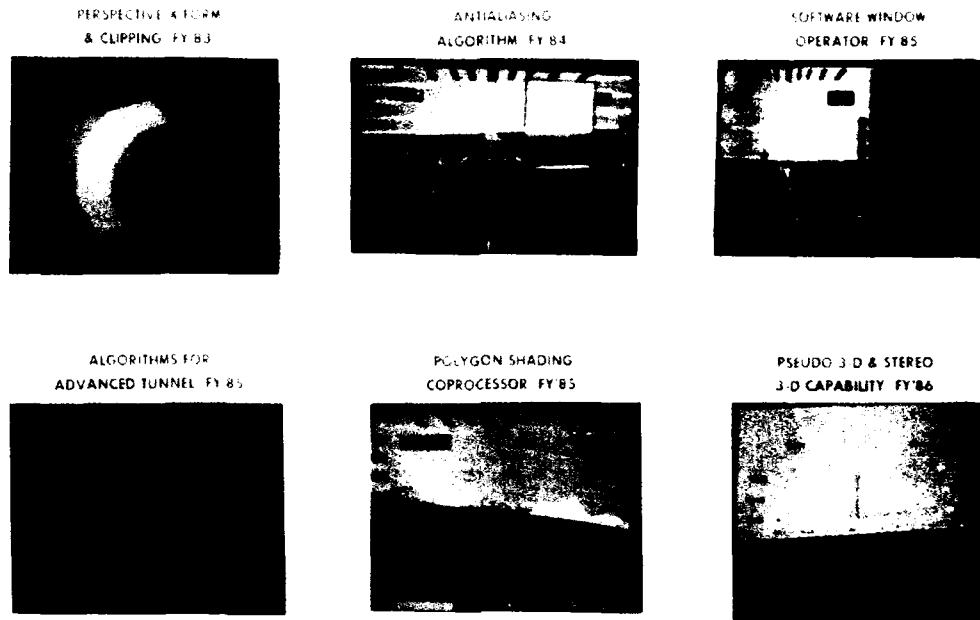 PERSPECTIVE X FORM
& CLIPPING FY 83
ANTIALIASING
ALGORITHM FY 84
SOFTWARE WINDOW
OPERATOR FY 85
ALGORITHMS FOR
ADVANCED TUNNEL FY 85
POLYGON SHADING
COPROCESSOR FY'85
PSEUDO 3-D & STEREO
3-D CAPABILITY FY'86